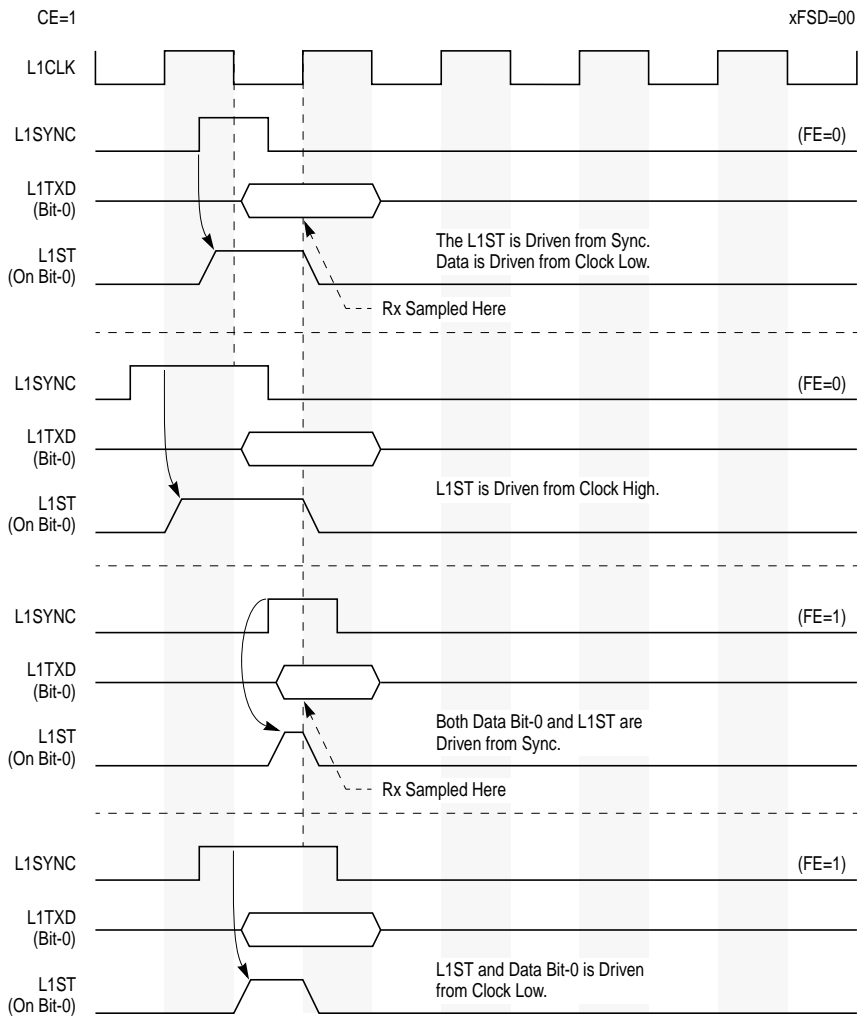 CE=1
xFSD=00
L1CLK
L1SYNC
(FE=0)
L1TXD
(Bit-0)
L1ST
(On Bit-0)
The L1ST is Driven from Sync.
Data is Driven from Clock Low.
Rx Sampled Here
L1SYNC
(FE=0)
L1TXD
(Bit-0)
L1ST
(On Bit-0)
L1ST is Driven from Clock High.
L1SYNC
(FE=1)
L1TXD
(Bit-0)
L1ST
(On Bit-0)
Both Data Bit-0 and L1ST are
Driven from Sync.
Rx Sampled Here
L1SYNC
(FE=1)
L1TXD
(Bit-0)
L1ST
(On Bit-0)
L1ST and Data Bit-0 is Driven
from Clock Low.